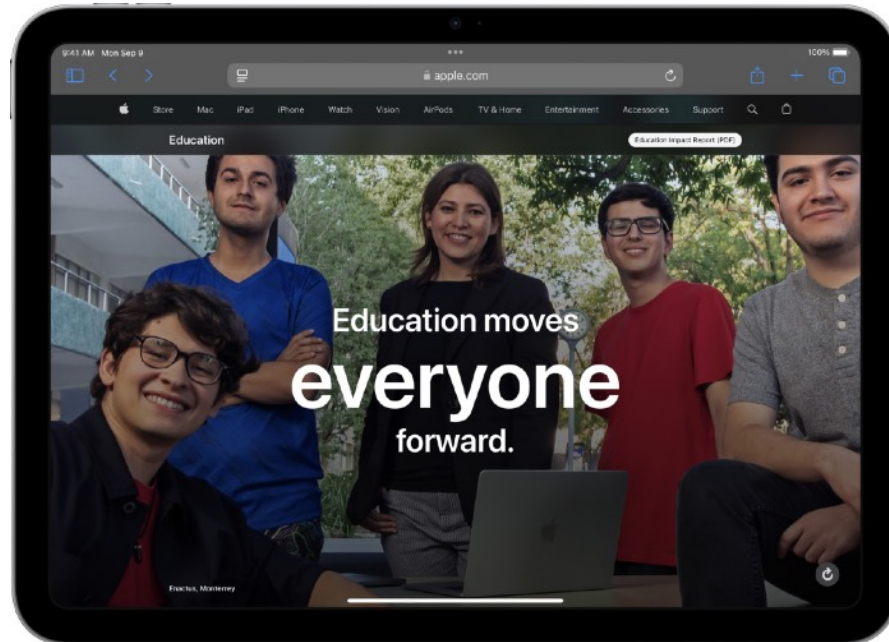 9:41 AM Mon Sep 9
100%
apple.com
Store Mac iPad iPhone Watch Vision AirPods TV & Home Entertainment Accessories Support
Education
Education Impact Report (PDF)
Education moves
everyone
forward.
Enactus, Monterrey